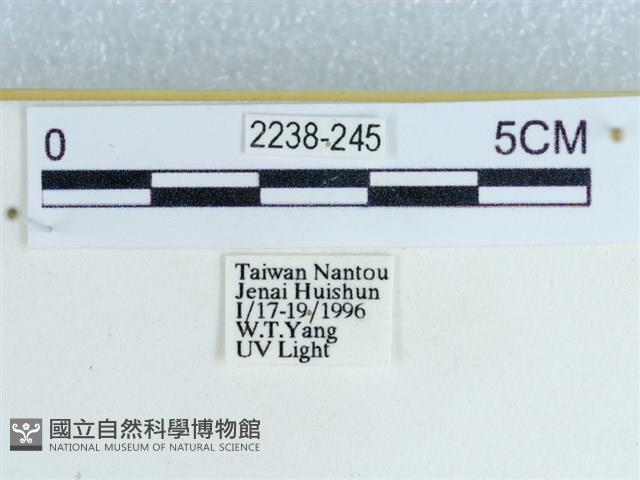 0
2238-245
5CM
Taiwan Nantou
Jenai Huishun
I/17-19/1996
W.T.Yang
UV Light
國立自然科學博物館
NATIONAL MUSEUM OF NATURAL SCIENCE